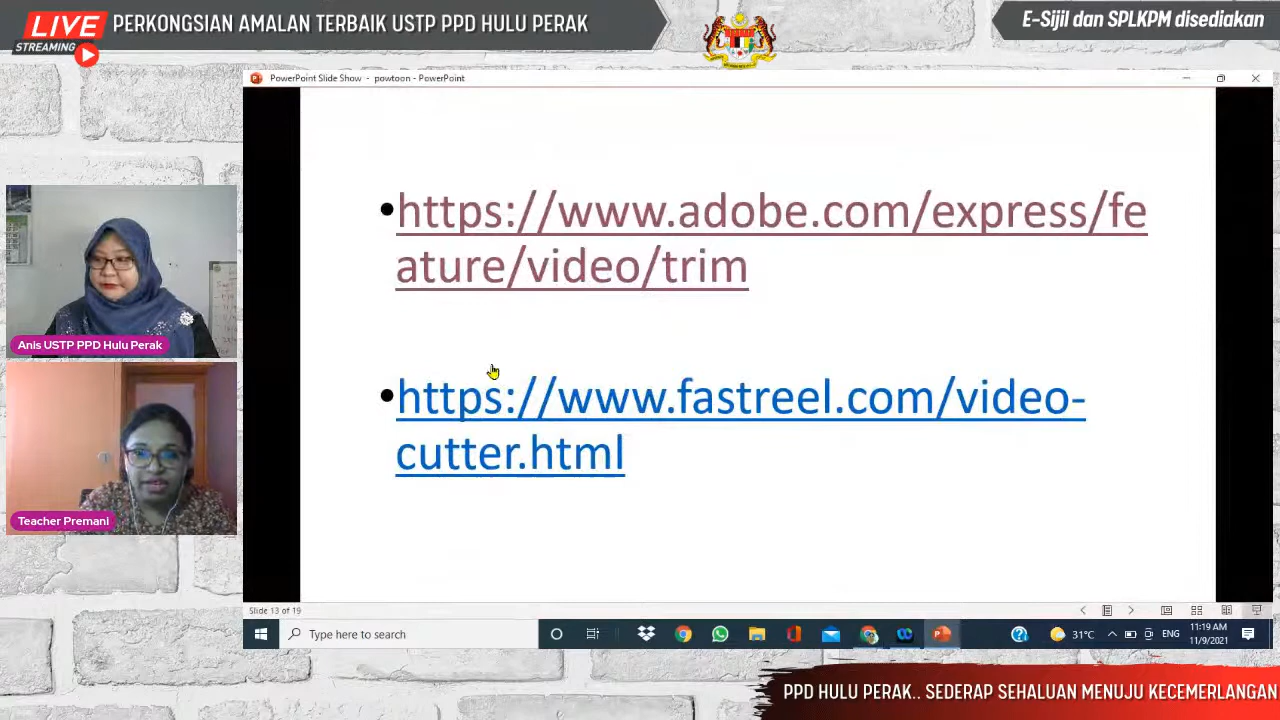 LIVE
STREAMING
PERKONGSIAN AMALAN TERBAIK USTP PPD HULU PERAK
E-Sijil dan SPLKPM disediakan
PowerPoint Slide Show - powtoon - PowerPoint
•https://www.adobe.com/express/fe
ature/video/trim
•https://www.fastreel.com/video-
cutter.html
Anis USTP PPD Hulu Perak
Teacher Premani
Slide 13 of 19
Type here to search
31°C
ENG
11:19 AM
11/9/2021
PPD HULU PERAK.. SEDERAP SEHALUAN MENUJU KECEMERLANGAN